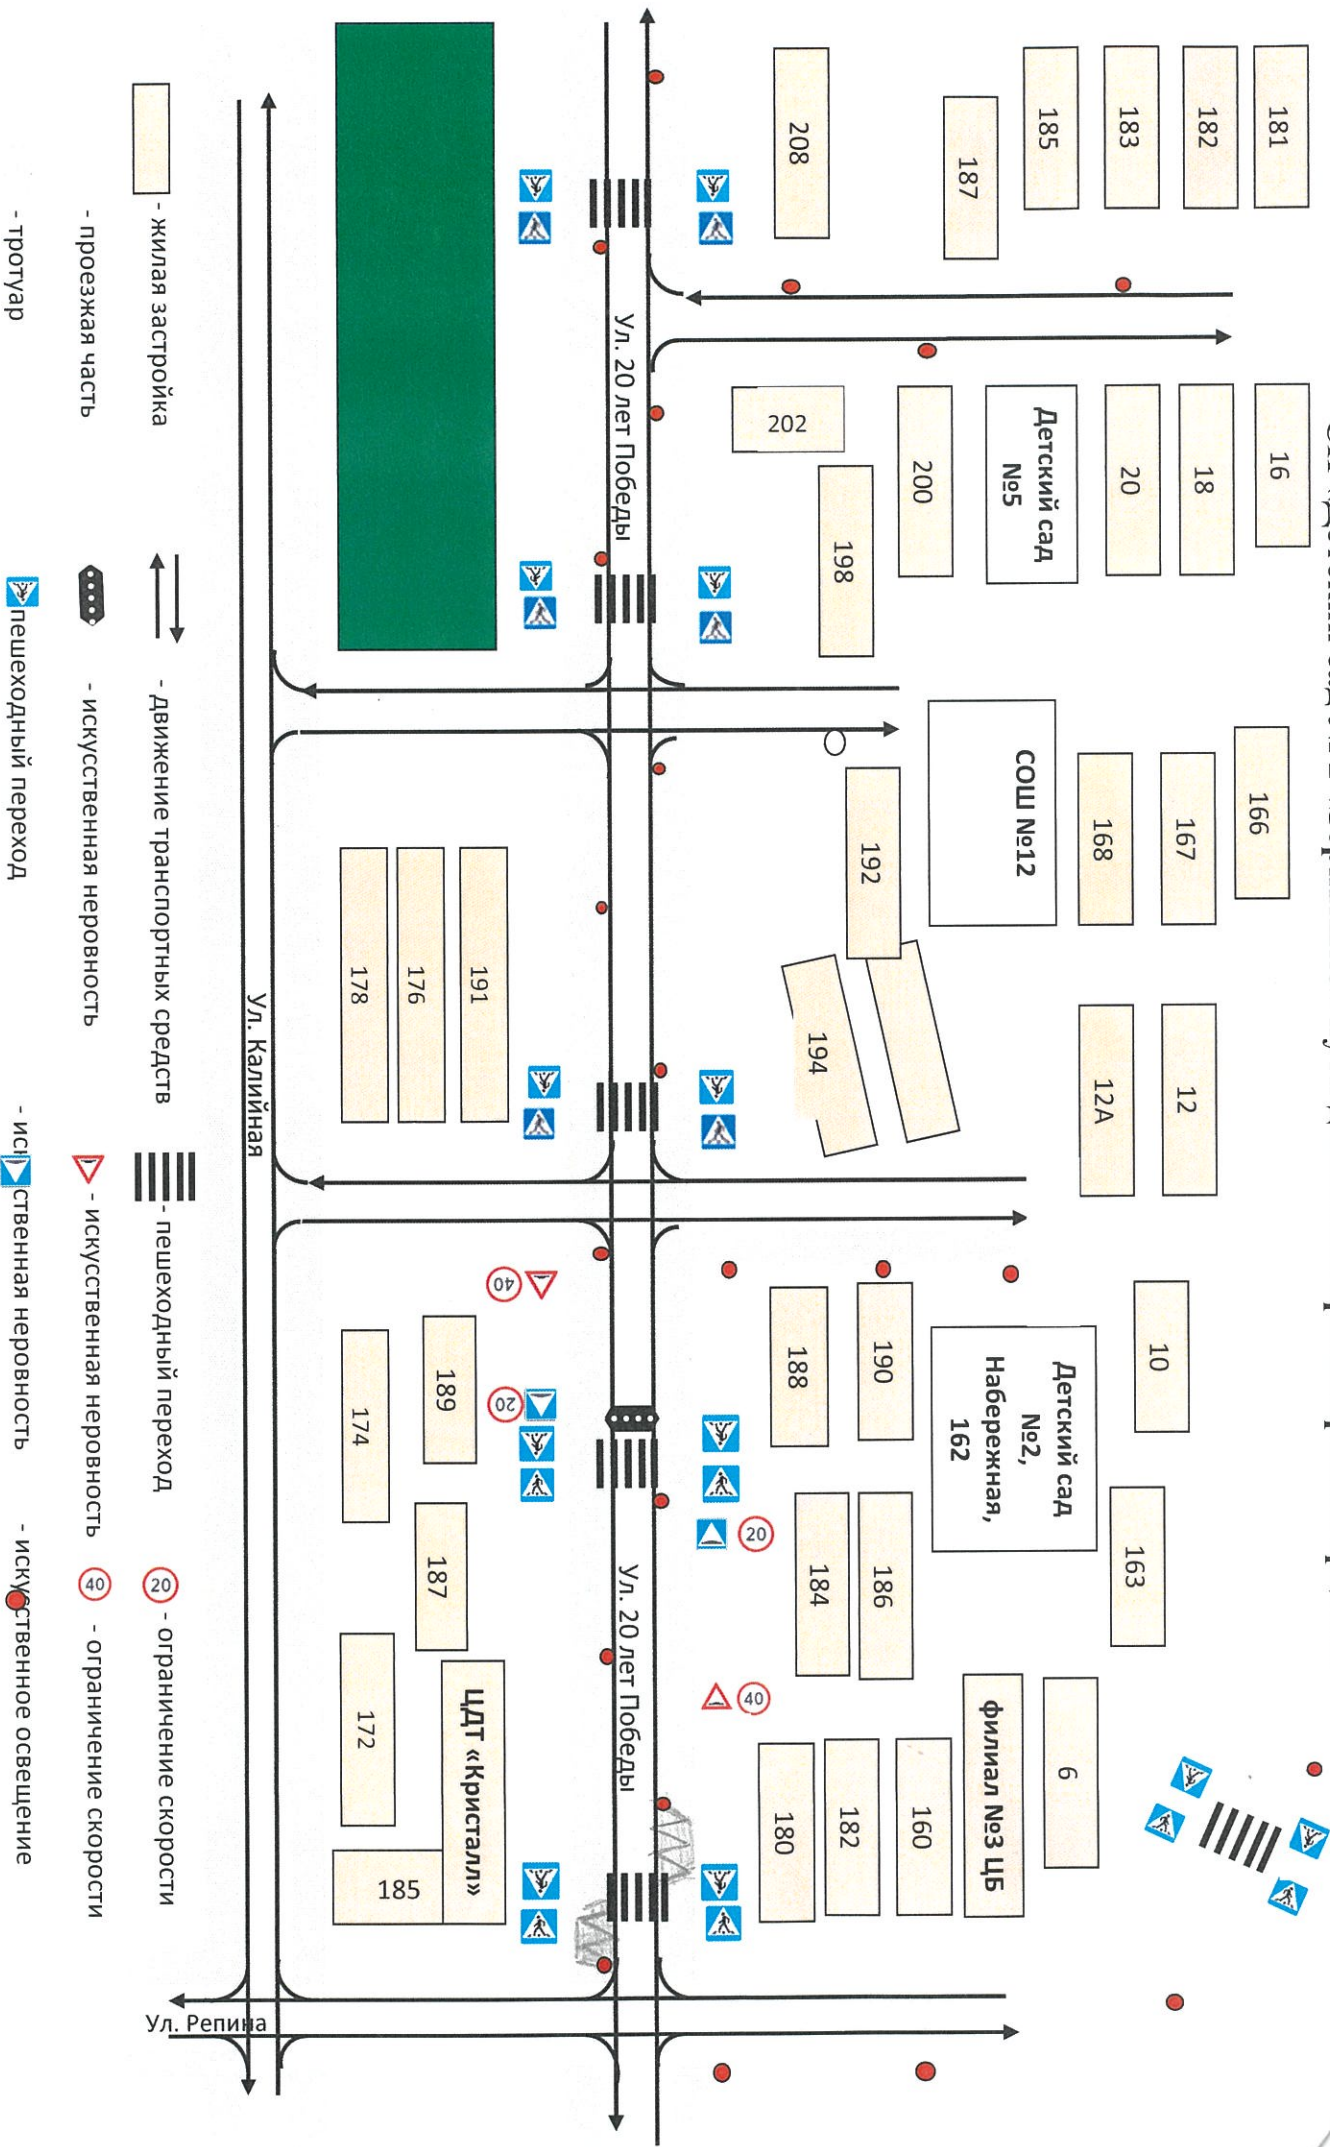 181
182
183
185
187
208
16
18
20
Детский сад
№5
200
202
198
166
167
168
СОШ №12
192
194
12
12А
10
163
Детский сад
№2,
Набережная,
162
190
188
186
184
6
филиал №3 ЦБ
160
182
180
20
40
Ул. 20 лет Победы
Ул. 20 лет Победы
40
20
191
176
178
189
174
187
172
ЦДТ «Кристалл»
185
Ул. Калийная
Ул. Репина
- жилая застройка
- движение транспортных средств
- пешеходный переход
20 - ограничение скорости
- проезжая часть
- искусственная неровность
- искусственная неровность
40 - ограничение скорости
- тротуар
пешеходный переход
- иск ственная неровность
- искусственное освещение